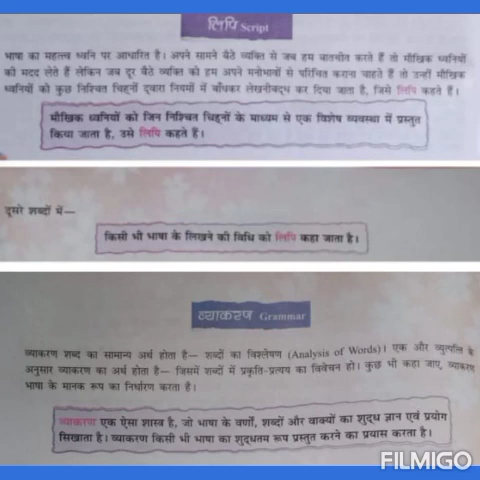 लिपि Script
भाषा का महत्त्व ध्वनि पर आधारित है। अपने सामने बैठे व्यक्ति से जब हम बातचीत करते हैं तो मौखिक ध्वनियों
की मदद लेते हैं लेकिन जब दूर बैठे व्यक्ति को हम अपने मनोभावों से परिचित कराना चाहते हैं तो उन्हीं मौखिक
ध्वनियों को कुछ निश्चित चिह्नों द्वारा नियमों में बाँधकर लेखनीबद्ध कर दिया जाता है, जिसे लिपि कहते हैं।
मौखिक ध्वनियों को जिन निश्चित चिह्नों के माध्यम से एक विशेष व्यवस्था में प्रस्तुत
किया जाता है, उसे लिपि कहते हैं।
दूसरे शब्दों में—
किसी भी भाषा के लिखने की विधि को लिपि कहा जाता है।
व्याकरण Grammar
व्याकरण शब्द का सामान्य अर्थ होता है— शब्दों का विश्लेषण (Analysis of Words)। एक और व्युत्पत्ति के
अनुसार व्याकरण का अर्थ होता है— जिसमें शब्दों में प्रकृति-प्रत्यय का विवेचन हो। कुछ भी कहा जाए, व्याकरण
भाषा के मानक रूप का निर्धारण करता है।
व्याकरण एक ऐसा शास्त्र है, जो भाषा के वर्णों, शब्दों और वाक्यों का शुद्ध ज्ञान एवं प्रयोग
सिखाता है। व्याकरण किसी भी भाषा का शुद्धतम रूप प्रस्तुत करने का प्रयास करता है।
FILMIGO